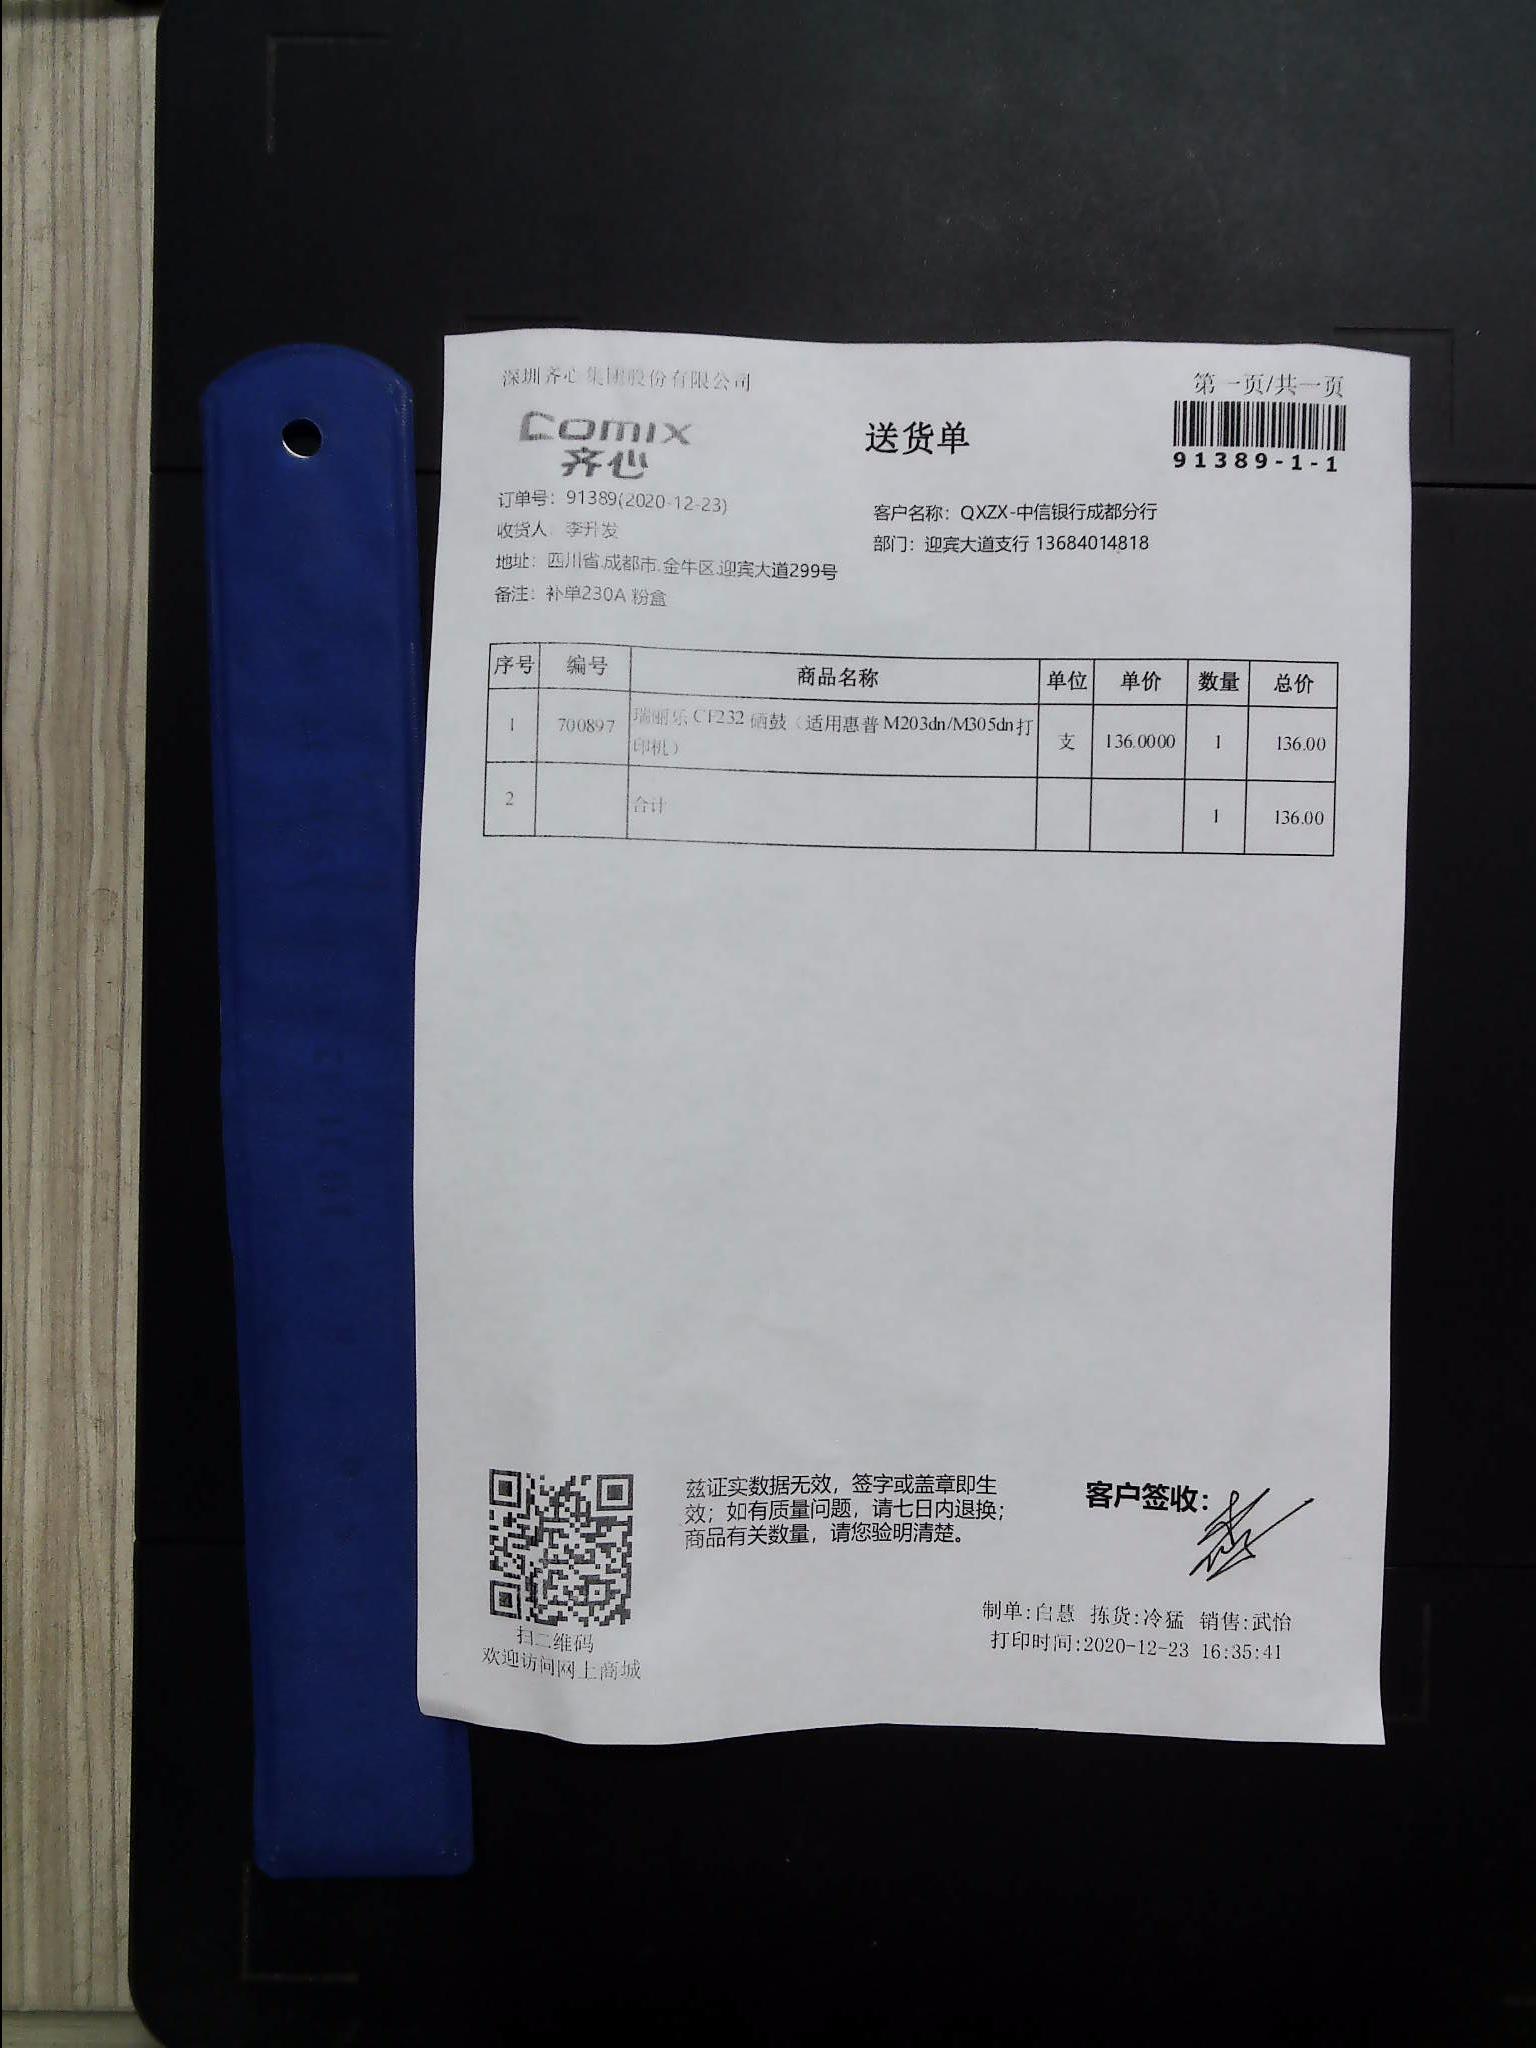 深圳齐心集团股份有限公司
第一页/共一页
comix
齐心
送货单
91389-1-1
订单号：91389(2020-12-23)
客户名称：QXZX-中信银行成都分行
收货人：李升发
部门：迎宾大道支行 13684014818
地址：四川省.成都市.金牛区.迎宾大道299号
备注：补单230A 粉盒
序号 编号 商品名称 单位 单价 数量 总价
1 700897 瑞丽乐 CF232 硒鼓（适用惠普 M203dn/M305dn打 支 136.0000 1 136.00
印机）
2 合计 1 136.00
兹证实数据无效，签字或盖章即生
效；如有质量问题，请七日内退换；
商品有关数量，请您验明清楚。
客户签收：
制单:白慧 拣货:冷猛 销售:武怡
打印时间:2020-12-23 16:35:41
扫二维码
欢迎访问网上商城